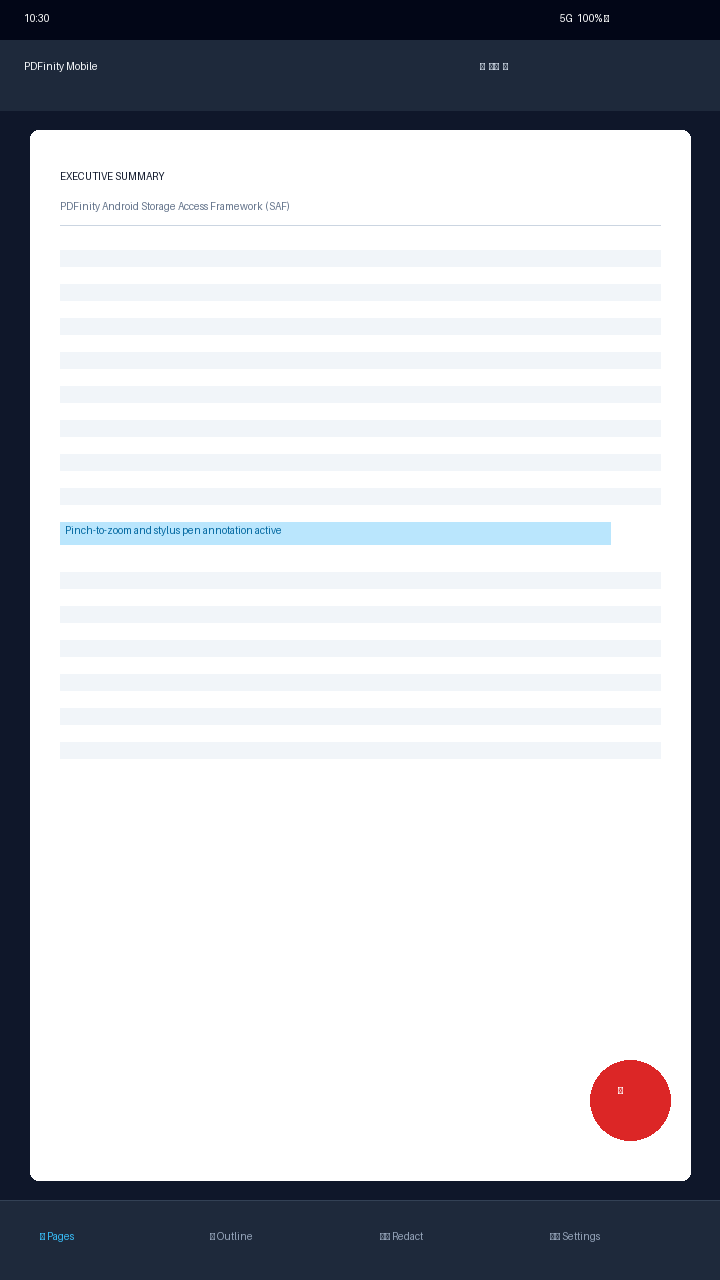 10:30 5G 100%
PDFinity Mobile
EXECUTIVE SUMMARY
PDFinity Android Storage Access Framework (SAF)
Pinch-to-zoom and stylus pen annotation active
Pages Outline Redact Settings